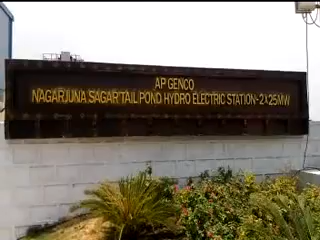 AP GENCO
NAGARJUNA SAGAR TAIL POND HYDRO ELECTRIC STATION-2X25MW